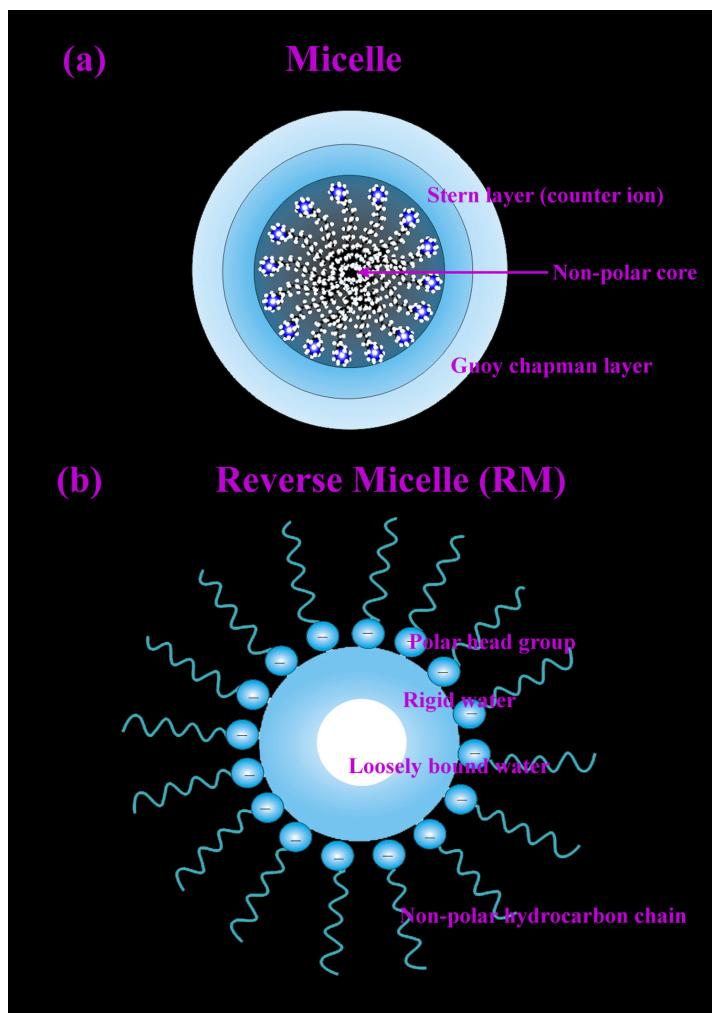 (a) Micelle
Stern layer (counter ion)
Non-polar core
Guoy chapman layer
(b) Reverse Micelle (RM)
Polar head group
Rigid water
Loosely bound water
Non-polar hydrocarbon chain